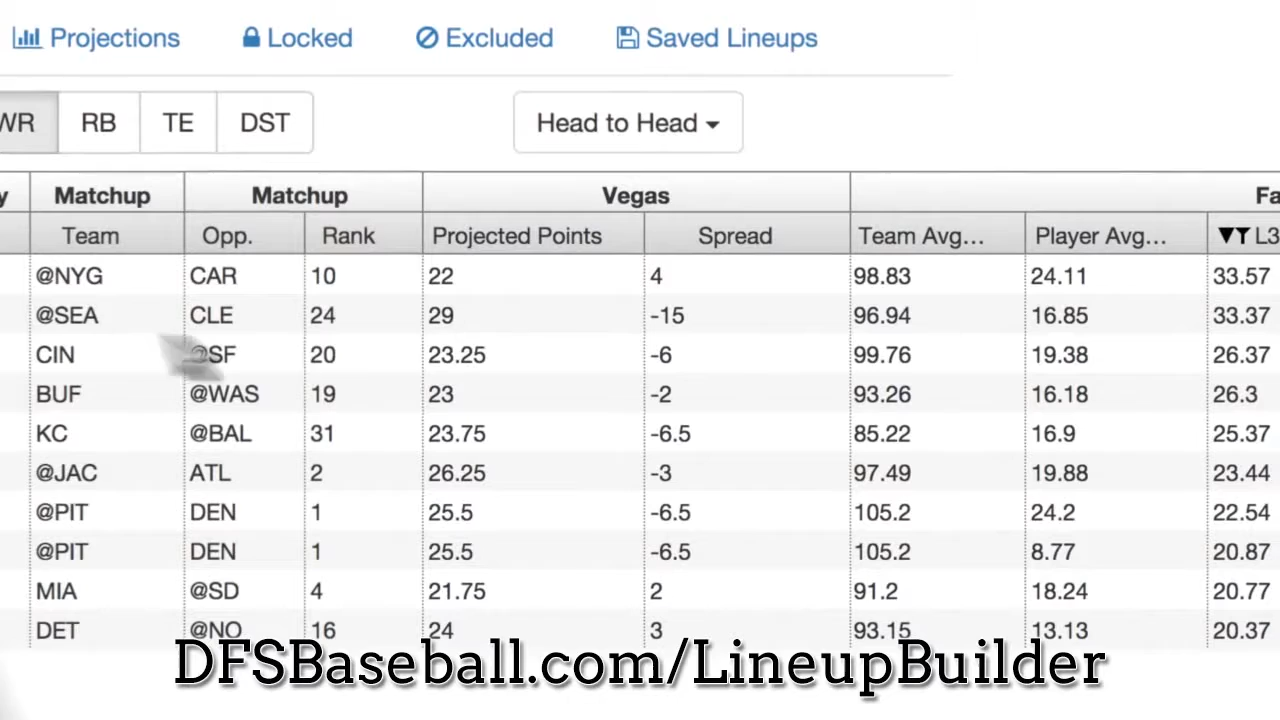 Projections Locked Excluded Saved Lineups
WR RB TE DST Head to Head
y Matchup Matchup Vegas Fa
Team Opp. Rank Projected Points Spread Team Avg... Player Avg... L3
@NYG CAR 10 22 4 98.83 24.11 33.57
@SEA CLE 24 29 -15 96.94 16.85 33.37
CIN @SF 20 23.25 -6 99.76 19.38 26.37
BUF @WAS 19 23 -2 93.26 16.18 26.3
KC @BAL 31 23.75 -6.5 85.22 16.9 25.37
@JAC ATL 2 26.25 -3 97.49 19.88 23.44
@PIT DEN 1 25.5 -6.5 105.2 24.2 22.54
@PIT DEN 1 25.5 -6.5 105.2 8.77 20.87
MIA @SD 4 21.75 2 91.2 18.24 20.77
DET @NO 16 24 3 93.15 13.13 20.37
DFSBaseball.com/LineupBuilder